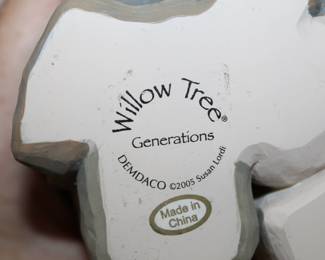 Willow Tree®
Generations
DEMDACO ©2005 Susan Lordi
Made in
China